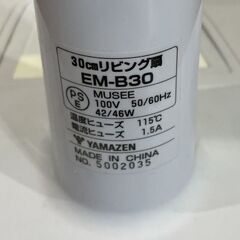 30cmリビング扇
EM-B30
PS
E
MUSEE
100V 50/60Hz
42/46W
温度ヒューズ 115℃
電流ヒューズ 1.5A
YAMAZEN
MADE IN CHINA
NO. 5002035